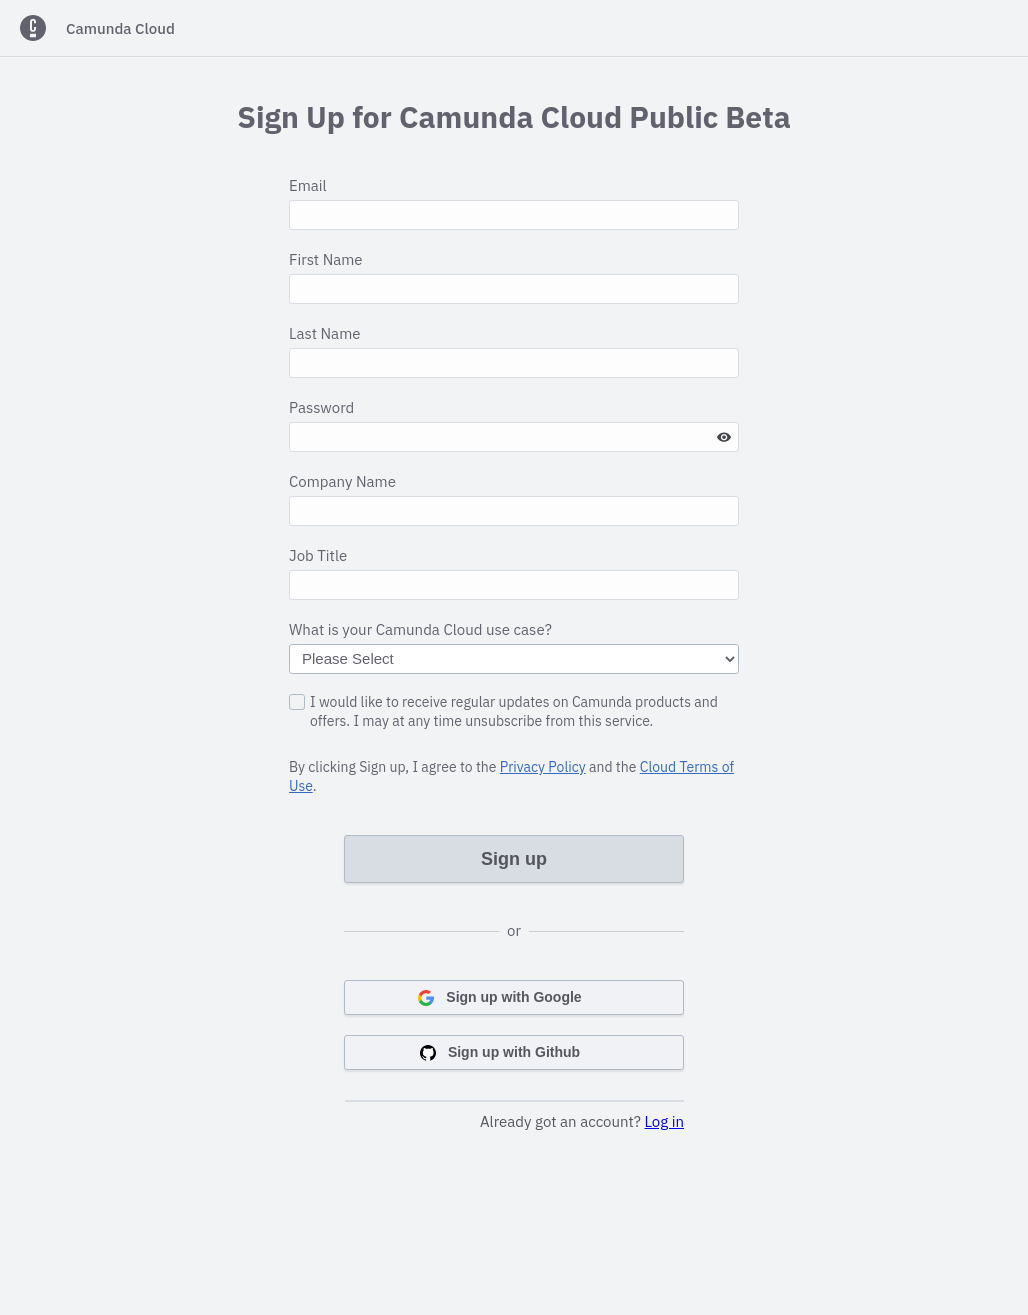 Camunda Cloud
Sign Up for Camunda Cloud Public Beta
Email
First Name
Last Name
Password
Company Name
Job Title
What is your Camunda Cloud use case?
Please Select
I would like to receive regular updates on Camunda products and
offers. I may at any time unsubscribe from this service.
By clicking Sign up, I agree to the Privacy Policy and the Cloud Terms of
Use.
Sign up
or
Sign up with Google
Sign up with Github
Already got an account? Log in